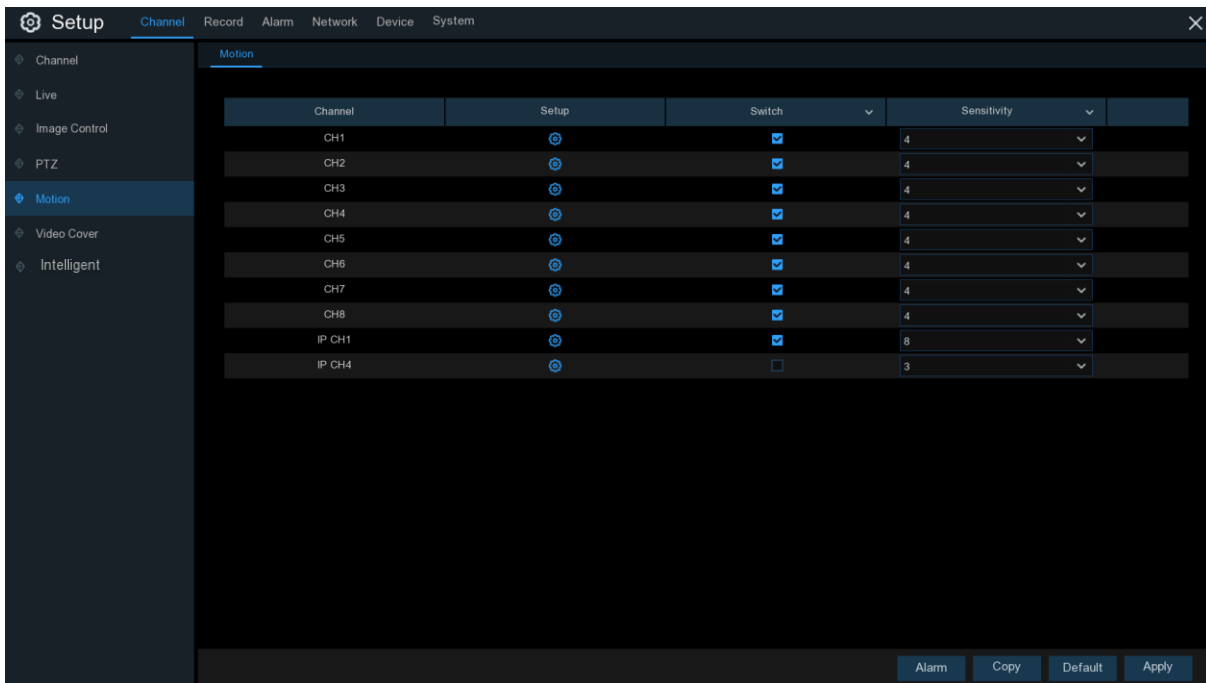 Setup Channel Record Alarm Network Device System
Channel
Motion
Live
Image Control
PTZ
Motion
Video Cover
Intelligent
Channel Setup Switch Sensitivity
CH1 4
CH2 4
CH3 4
CH4 4
CH5 4
CH6 4
CH7 4
CH8 4
IP CH1 8
IP CH4 3
Alarm Copy Default Apply